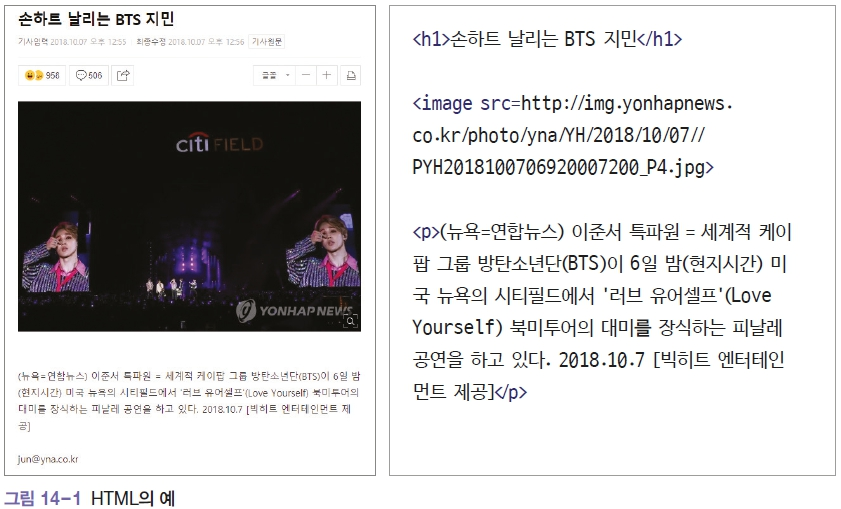 손하트 날리는 BTS 지민
기사입력 2018.10.07 오후 12:55 · 최종수정 2018.10.07 오후 12:56 기사원문
958 506 글꼴 - +
citi FIELD
YONHAP NEWS
(뉴욕=연합뉴스) 이준서 특파원 = 세계적 케이팝 그룹 방탄소년단(BTS)이 6일 밤
(현지시간) 미국 뉴욕의 시티필드에서 '러브 유어셀프'(Love Yourself) 북미투어의
대미를 장식하는 피날레 공연을 하고 있다. 2018.10.7 [빅히트 엔터테인먼트 제
공]
jun@yna.co.kr
<h1>손하트 날리는 BTS 지민</h1>
<image src=http://img.yonhapnews.
co.kr/photo/yna/YH/2018/10/07//
PYH2018100706920007200_P4.jpg>
<p>(뉴욕=연합뉴스) 이준서 특파원 = 세계적 케이
팝 그룹 방탄소년단(BTS)이 6일 밤(현지시간) 미
국 뉴욕의 시티필드에서 '러브 유어셀프'(Love
Yourself) 북미투어의 대미를 장식하는 피날레
공연을 하고 있다. 2018.10.7 [빅히트 엔터테인
먼트 제공]</p>
그림 14-1 HTML의 예